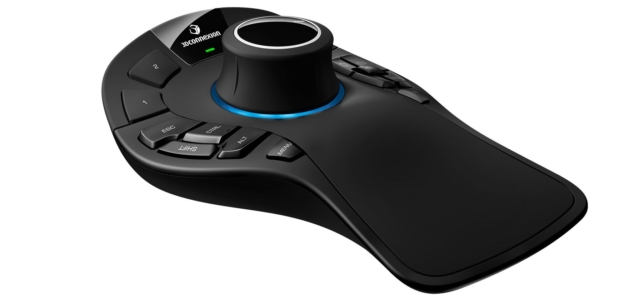 3DCONNEXION
2
1
ESC
CTRL
SHIFT
ALT